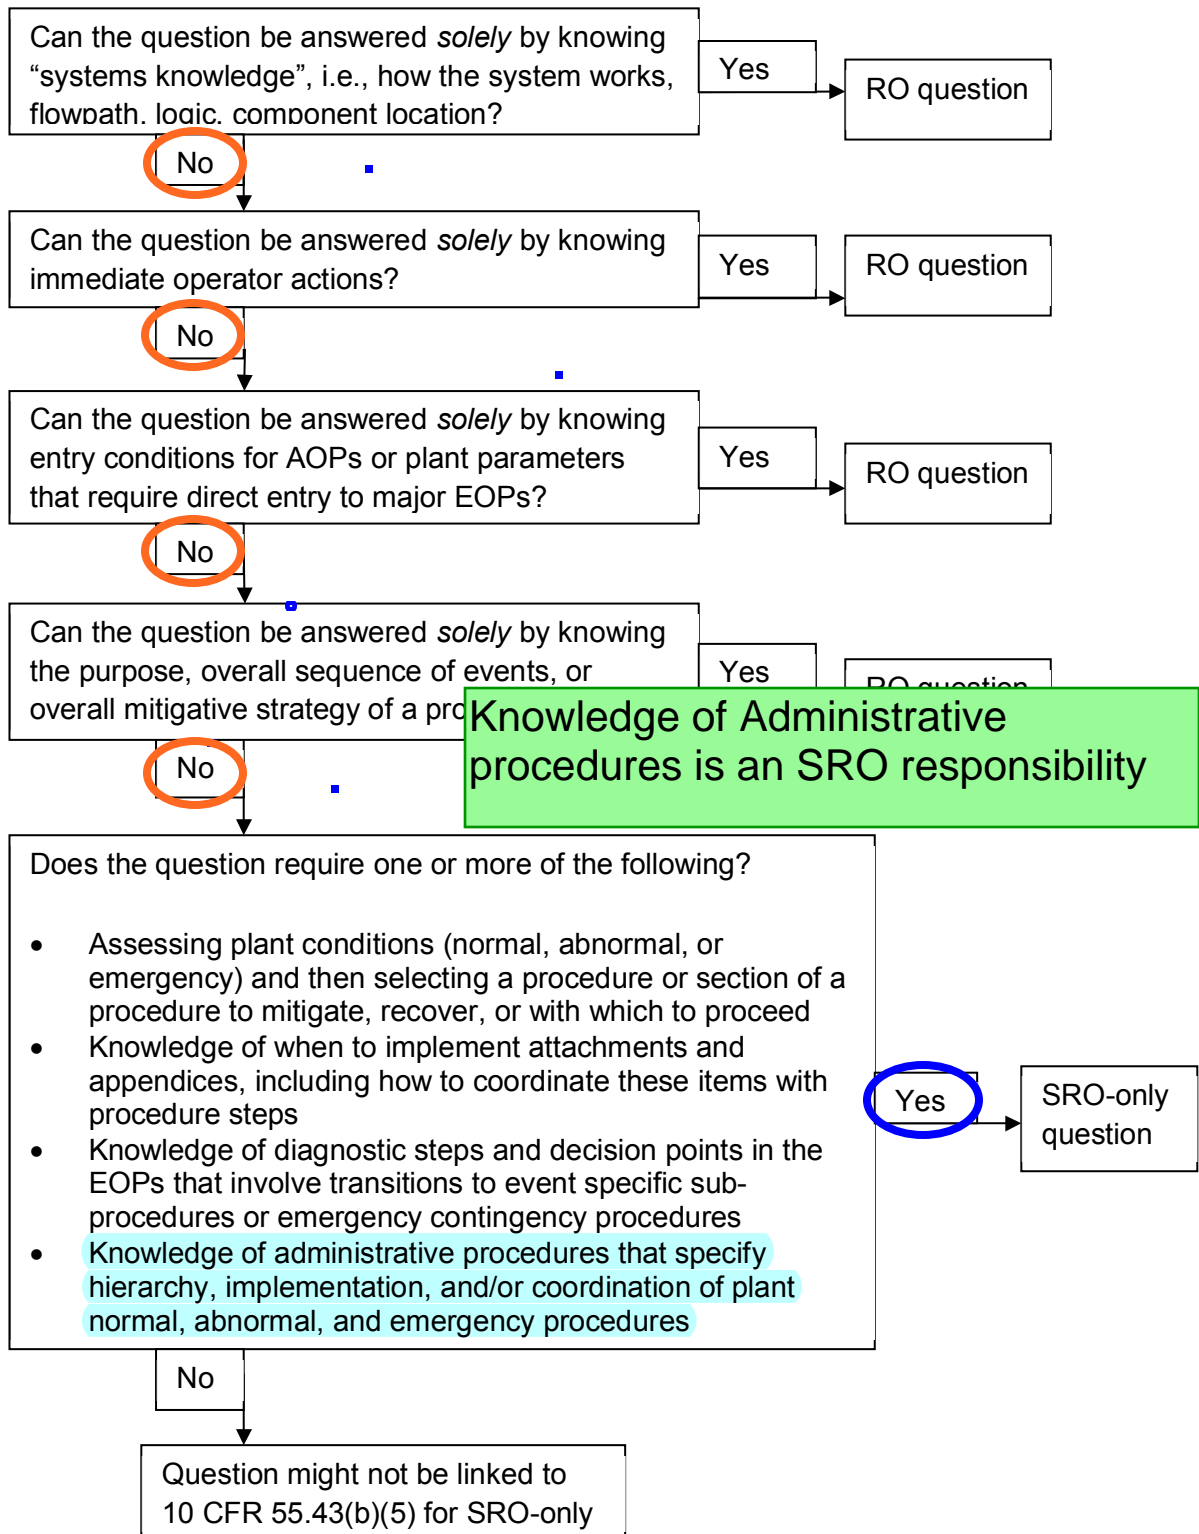 Can the question be answered solely by knowing
“systems knowledge”, i.e., how the system works,
flowpath, logic, component location?
Yes
RO question
No
Can the question be answered solely by knowing
immediate operator actions?
Yes
RO question
No
Can the question be answered solely by knowing
entry conditions for AOPs or plant parameters
that require direct entry to major EOPs?
Yes
RO question
No
Can the question be answered solely by knowing
the purpose, overall sequence of events, or
overall mitigative strategy of a
Yes
RO question
Knowledge of Administrative
procedures is an SRO responsibility
No
Does the question require one or more of the following?
• Assessing plant conditions (normal, abnormal, or
emergency) and then selecting a procedure or section of a
procedure to mitigate, recover, or with which to proceed
• Knowledge of when to implement attachments and
appendices, including how to coordinate these items with
procedure steps
• Knowledge of diagnostic steps and decision points in the
EOPs that involve transitions to event specific sub-
procedures or emergency contingency procedures
• Knowledge of administrative procedures that specify
hierarchy, implementation, and/or coordination of plant
normal, abnormal, and emergency procedures
Yes
SRO-only
question
No
Question might not be linked to
10 CFR 55.43(b)(5) for SRO-only